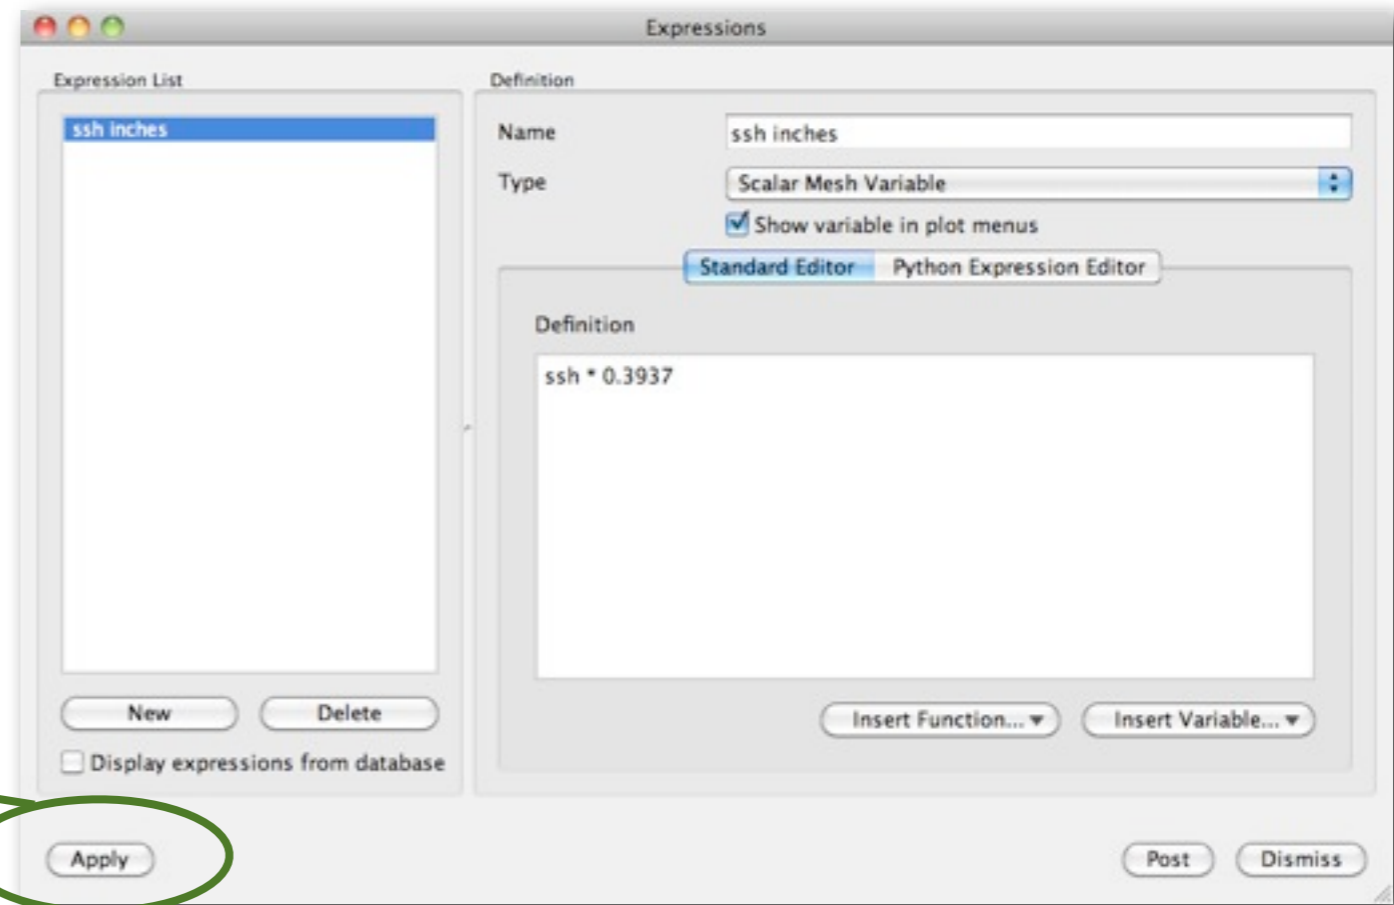 Expressions
Expression List
ssh inches
New
Delete
Display expressions from database
Definition
Name
ssh inches
Type
Scalar Mesh Variable
Show variable in plot menus
Standard Editor
Python Expression Editor
Definition
ssh * 0.3937
Insert Function...
Insert Variable...
Apply
Post
Dismiss